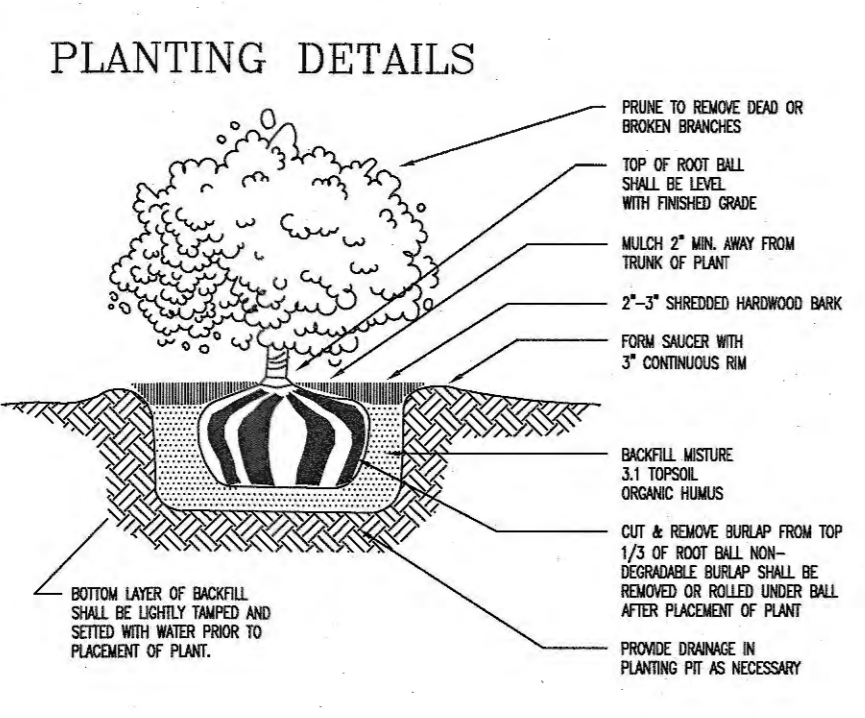 PLANTING DETAILS
PRUNE TO REMOVE DEAD OR
BROKEN BRANCHES
TOP OF ROOT BALL
SHALL BE LEVEL
WITH FINISHED GRADE
MULCH 2" MIN. AWAY FROM
TRUNK OF PLANT
2"-3" SHREDDED HARDWOOD BARK
FORM SAUCER WITH
3" CONTINUOUS RIM
BACKFILL MISTURE
3.1 TOPSOIL
ORGANIC HUMUS
CUT & REMOVE BURLAP FROM TOP
1/3 OF ROOT BALL NON-
DEGRADABLE BURLAP SHALL BE
REMOVED OR ROLLED UNDER BALL
AFTER PLACEMENT OF PLANT
PROVIDE DRAINAGE IN
PLANTING PIT AS NECESSARY
BOTTOM LAYER OF BACKFILL
SHALL BE LIGHTLY TAMPED AND
SETTED WITH WATER PRIOR TO
PLACEMENT OF PLANT.